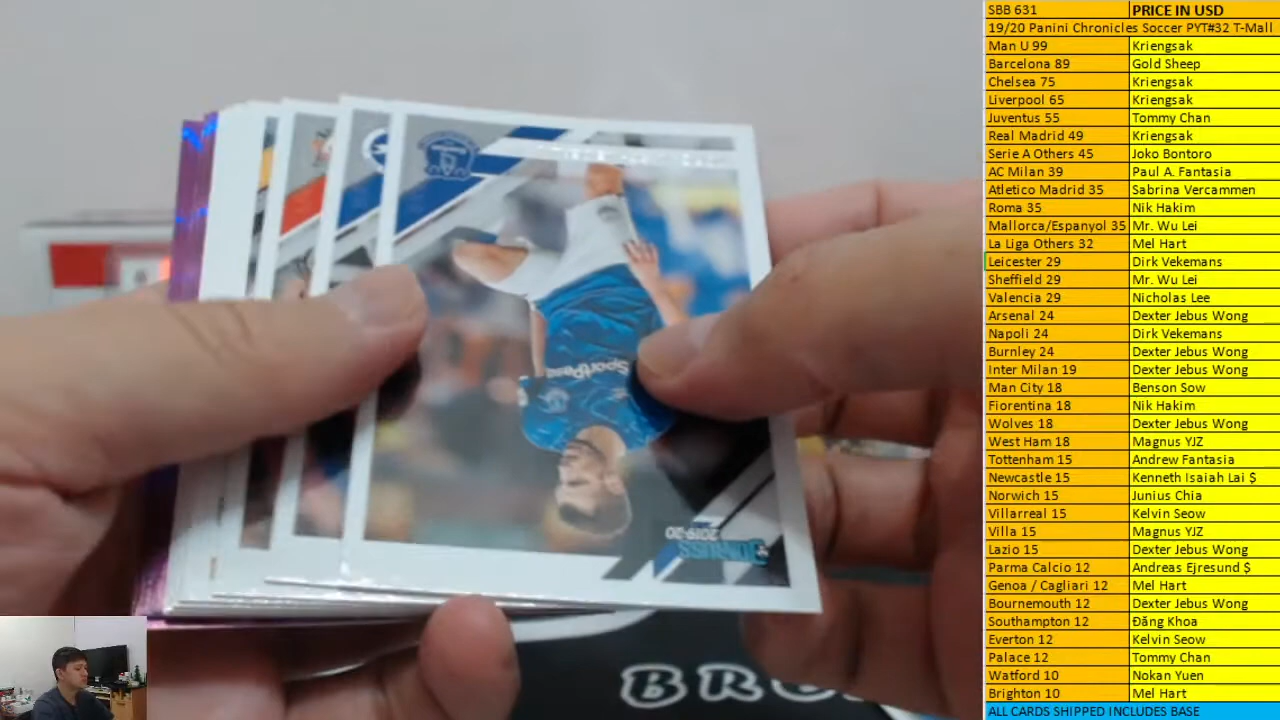 SBB 631 PRICE IN USD
19/20 Panini Chronicles Soccer PYT#32 T-Mall
Man U 99 Kriengsak
Barcelona 89 Gold Sheep
Chelsea 75 Kriengsak
Liverpool 65 Kriengsak
Juventus 55 Tommy Chan
Real Madrid 49 Kriengsak
Serie A Others 45 Joko Bontoro
AC Milan 39 Paul A. Fantasia
Atletico Madrid 35 Sabrina Vercammen
Roma 35 Nik Hakim
Mallorca/Espanyol 35 Mr. Wu Lei
La Liga Others 32 Mel Hart
Leicester 29 Dirk Vekemans
Sheffield 29 Mr. Wu Lei
Valencia 29 Nicholas Lee
Arsenal 24 Dexter Jebus Wong
Napoli 24 Dirk Vekemans
Burnley 24 Dexter Jebus Wong
Inter Milan 19 Dexter Jebus Wong
Man City 18 Benson Sow
Fiorentina 18 Nik Hakim
Wolves 18 Dexter Jebus Wong
West Ham 18 Magnus YJZ
Tottenham 15 Andrew Fantasia
Newcastle 15 Kenneth Isaiah Lai $
Norwich 15 Junius Chia
Villarreal 15 Kelvin Seow
Villa 15 Magnus YJZ
Lazio 15 Dexter Jebus Wong
Parma Calcio 12 Andreas Ejresund $
Genoa / Cagliari 12 Mel Hart
Bournemouth 12 Dexter Jebus Wong
Southampton 12 Đăng Khoa
Everton 12 Kelvin Seow
Palace 12 Tommy Chan
Watford 10 Nokan Yuen
Brighton 10 Mel Hart
ALL CARDS SHIPPED INCLUDES BASE
SportPesa
2019-20
DONRUSS